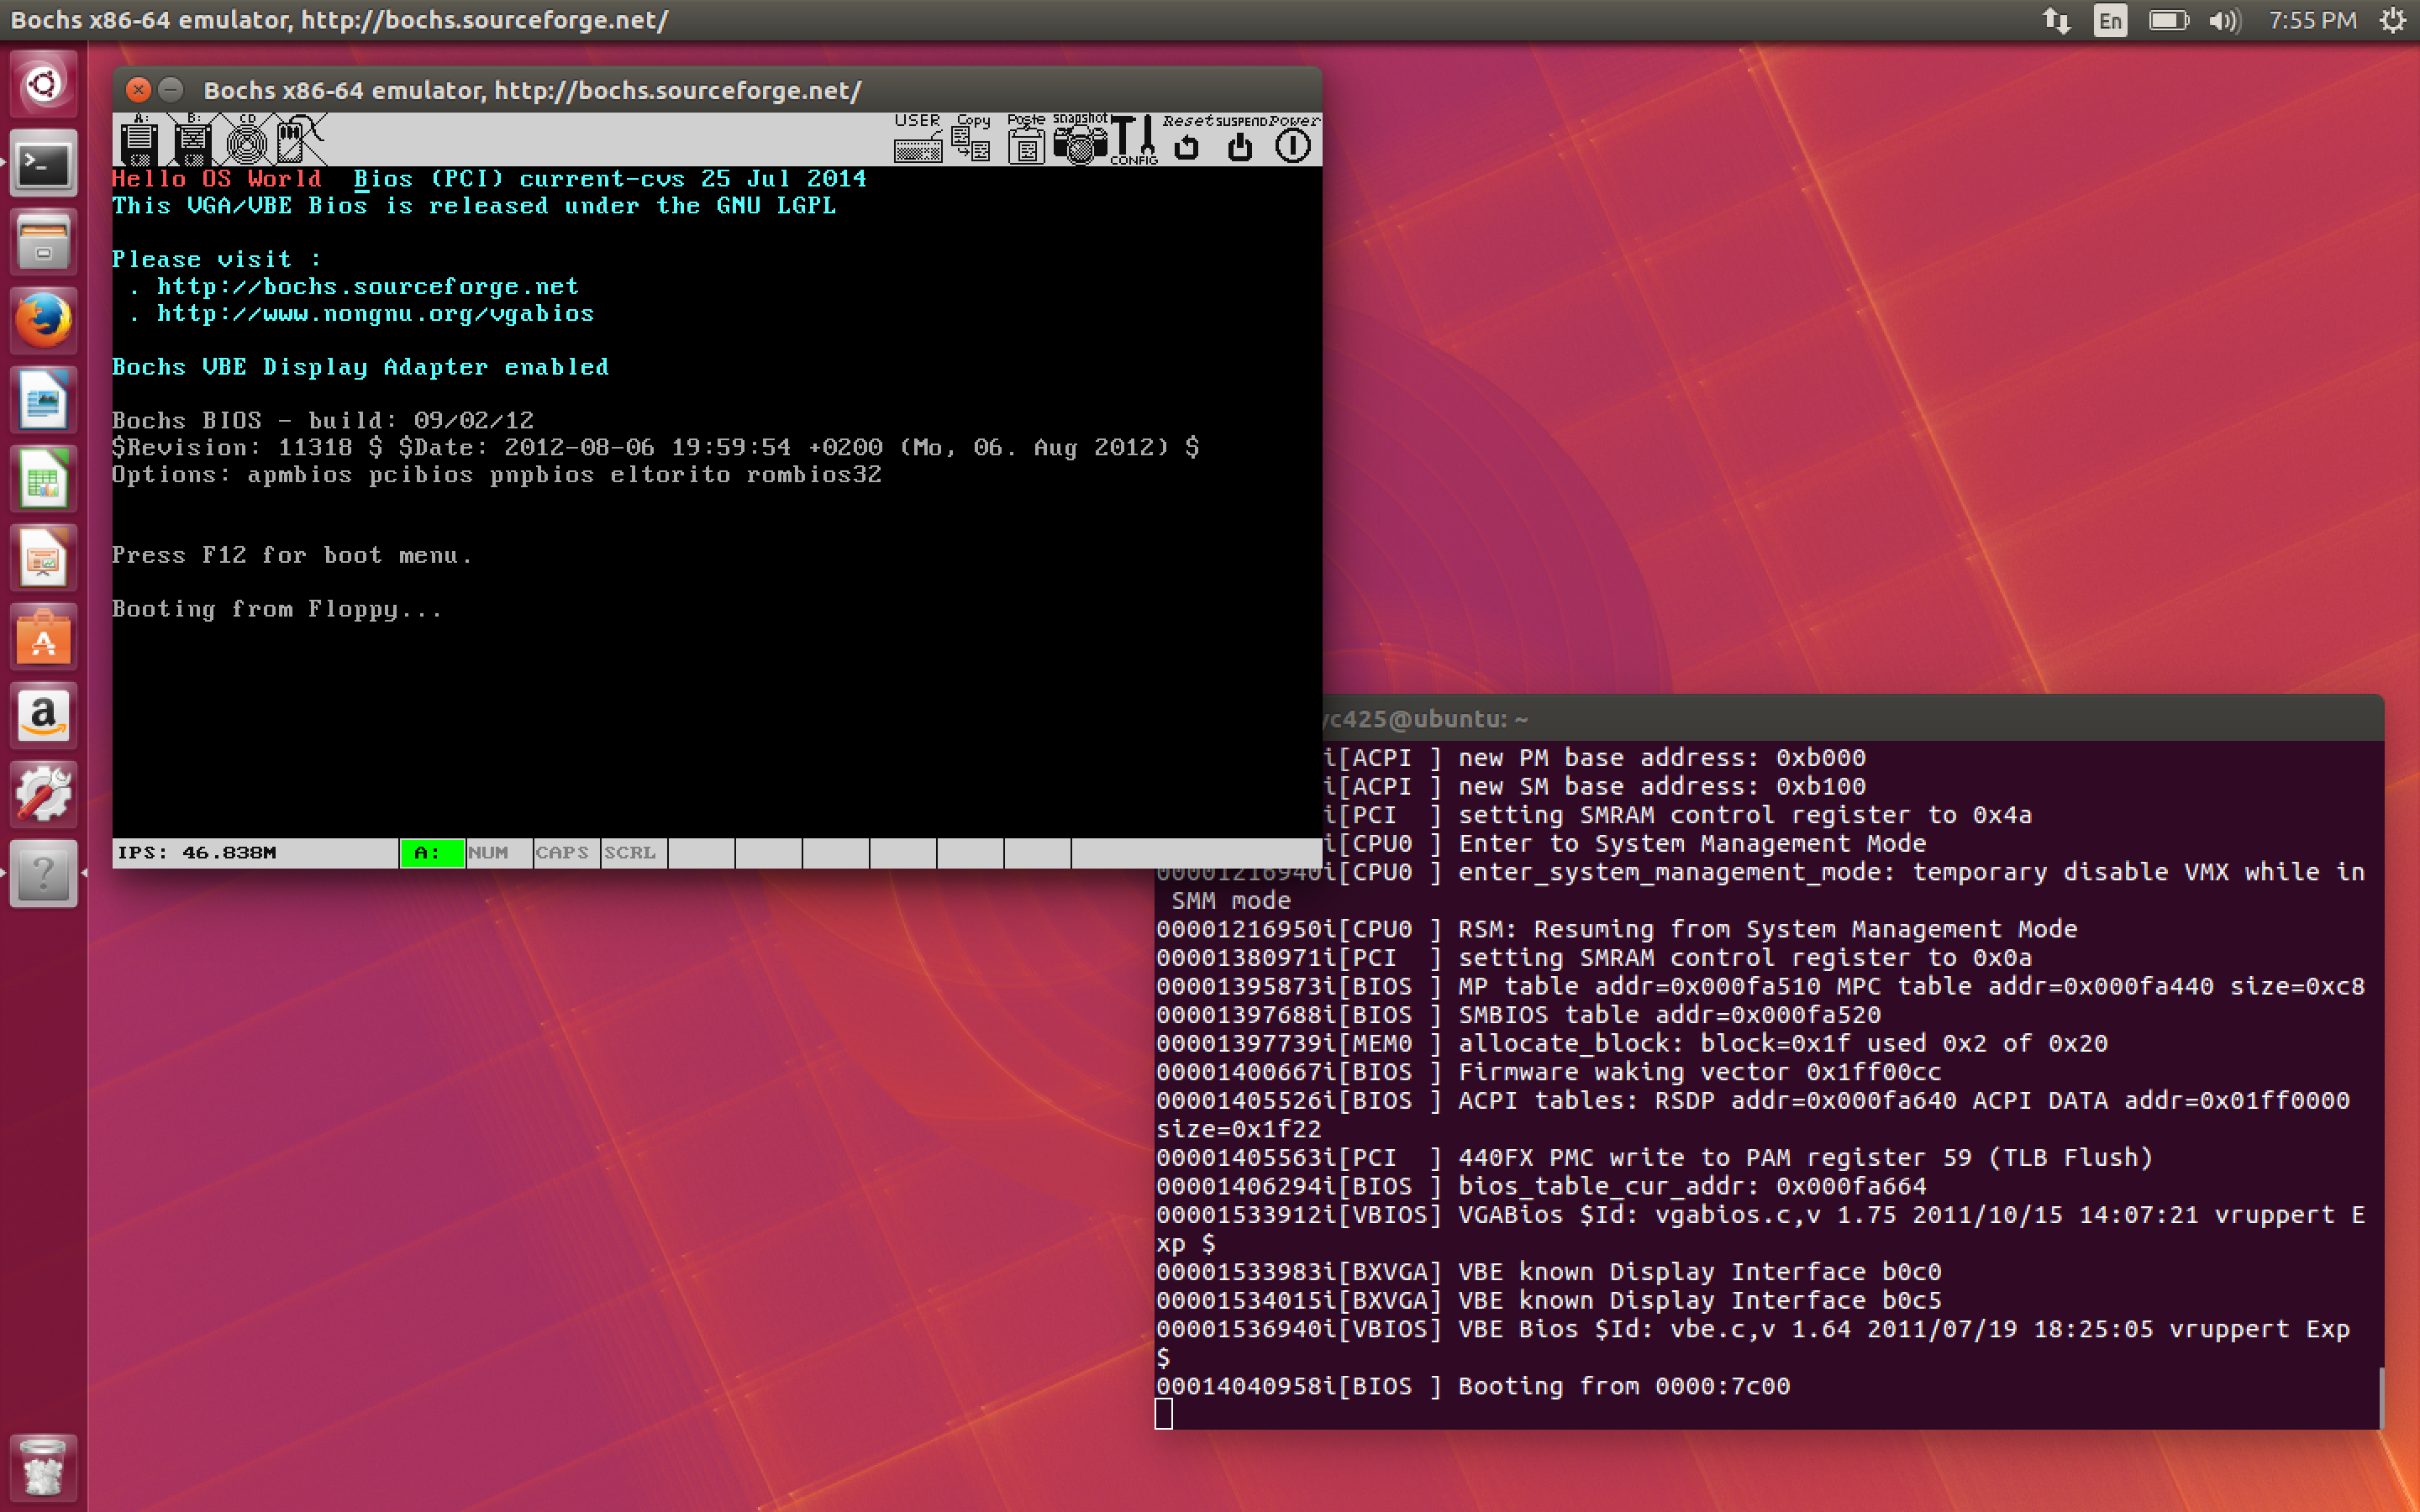 Bochs x86-64 emulator, http://bochs.sourceforge.net/
En
7:55 PM
Bochs x86-64 emulator, http://bochs.sourceforge.net/
A: B: CD
USER Copy Paste snapshot CONFIG Reset SUSPEND Power
Hello OS World  Bios (PCI) current-cvs 25 Jul 2014
This VGA/VBE Bios is released under the GNU LGPL
Please visit :
. http://bochs.sourceforge.net
. http://www.nongnu.org/vgabios
Bochs VBE Display Adapter enabled
Bochs BIOS - build: 09/02/12
$Revision: 11318 $ $Date: 2012-08-06 19:59:54 +0200 (Mo, 06. Aug 2012) $
Options: apmbios pcibios pnpbios eltorito rombios32
Press F12 for boot menu.
Booting from Floppy...
IPS: 46.838M A: NUM CAPS SCRL
yc425@ubuntu: ~
i[ACPI ] new PM base address: 0xb000
i[ACPI ] new SM base address: 0xb100
i[PCI  ] setting SMRAM control register to 0x4a
i[CPU0 ] Enter to System Management Mode
00001216940i[CPU0 ] enter_system_management_mode: temporary disable VMX while in
SMM mode
00001216950i[CPU0 ] RSM: Resuming from System Management Mode
00001380971i[PCI  ] setting SMRAM control register to 0x0a
00001395873i[BIOS ] MP table addr=0x000fa510 MPC table addr=0x000fa440 size=0xc8
00001397688i[BIOS ] SMBIOS table addr=0x000fa520
00001397739i[MEM0 ] allocate_block: block=0x1f used 0x2 of 0x20
00001400667i[BIOS ] Firmware waking vector 0x1ff00cc
00001405526i[BIOS ] ACPI tables: RSDP addr=0x000fa640 ACPI DATA addr=0x01ff0000
size=0x1f22
00001405563i[PCI  ] 440FX PMC write to PAM register 59 (TLB Flush)
00001406294i[BIOS ] bios_table_cur_addr: 0x000fa664
00001533912i[VBIOS] VGABios $Id: vgabios.c,v 1.75 2011/10/15 14:07:21 vruppert E
xp $
00001533983i[BXVGA] VBE known Display Interface b0c0
00001534015i[BXVGA] VBE known Display Interface b0c5
00001536940i[VBIOS] VBE Bios $Id: vbe.c,v 1.64 2011/07/19 18:25:05 vruppert Exp
$
00014040958i[BIOS ] Booting from 0000:7c00